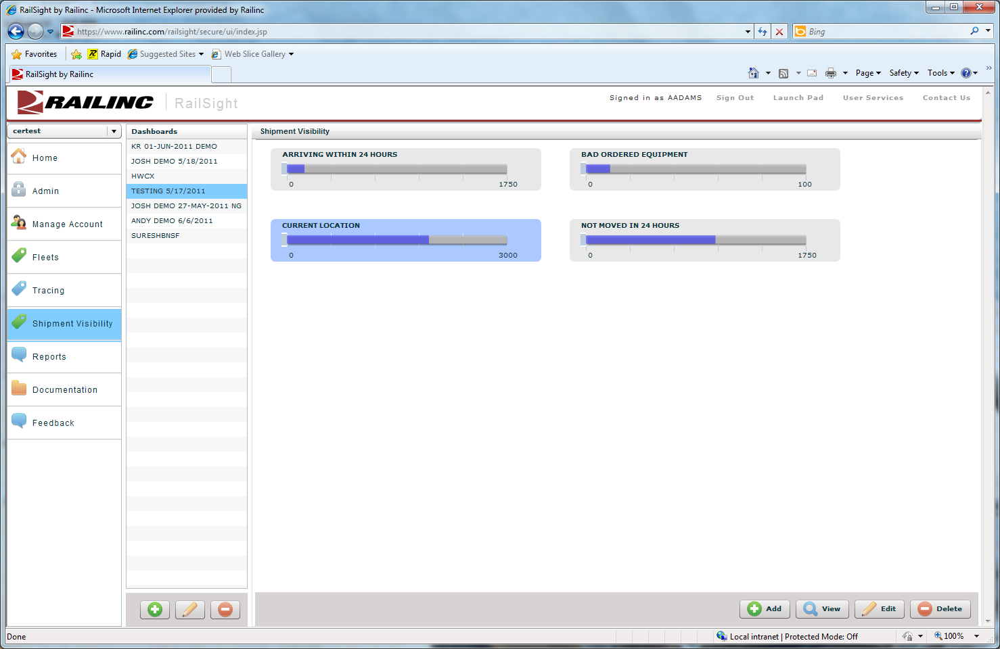 RailSight by Railinc - Microsoft Internet Explorer provided by Railinc
https://www.railinc.com/railsight/secure/ui/index.jsp
Bing
Favorites
Rapid
Suggested Sites
Web Slice Gallery
RailSight by Railinc
Page
Safety
Tools
RAILINC
RailSight
Signed in as AADAMS
Sign Out
Launch Pad
User Services
Contact Us
certest
Home
Admin
Manage Account
Fleets
Tracing
Shipment Visibility
Reports
Documentation
Feedback
Dashboards
KR 01-JUN-2011 DEMO
JOSH DEMO 5/18/2011
HWCX
TESTING 5/17/2011
JOSH DEMO 27-MAY-2011 NG
ANDY DEMO 6/6/2011
SURESHBNSF
Shipment Visibility
ARRIVING WITHIN 24 HOURS
0
1750
BAD ORDERED EQUIPMENT
0
100
CURRENT LOCATION
0
3000
NOT MOVED IN 24 HOURS
0
1750
Add
View
Edit
Delete
Done
Local intranet | Protected Mode: Off
100%